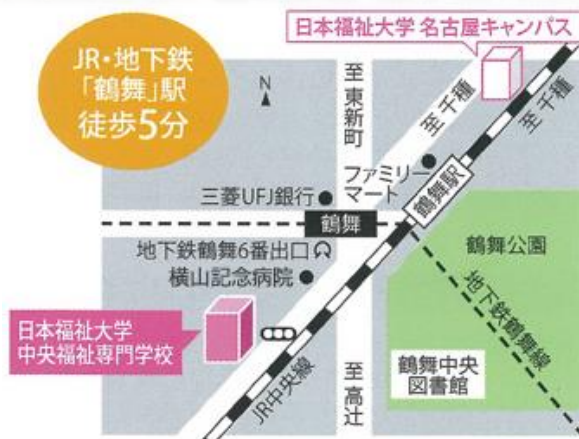 日本福祉大学 名古屋キャンパス
JR・地下鉄
「鶴舞」駅
徒歩5分
N
至東新町
至千種
至千種
ファミリー
マート
三菱UFJ銀行
鶴舞
鶴舞駅
地下鉄鶴舞6番出口
横山記念病院
鶴舞公園
地下鉄鶴舞線
日本福祉大学
中央福祉専門学校
JR中央線
至高辻
鶴舞中央
図書館